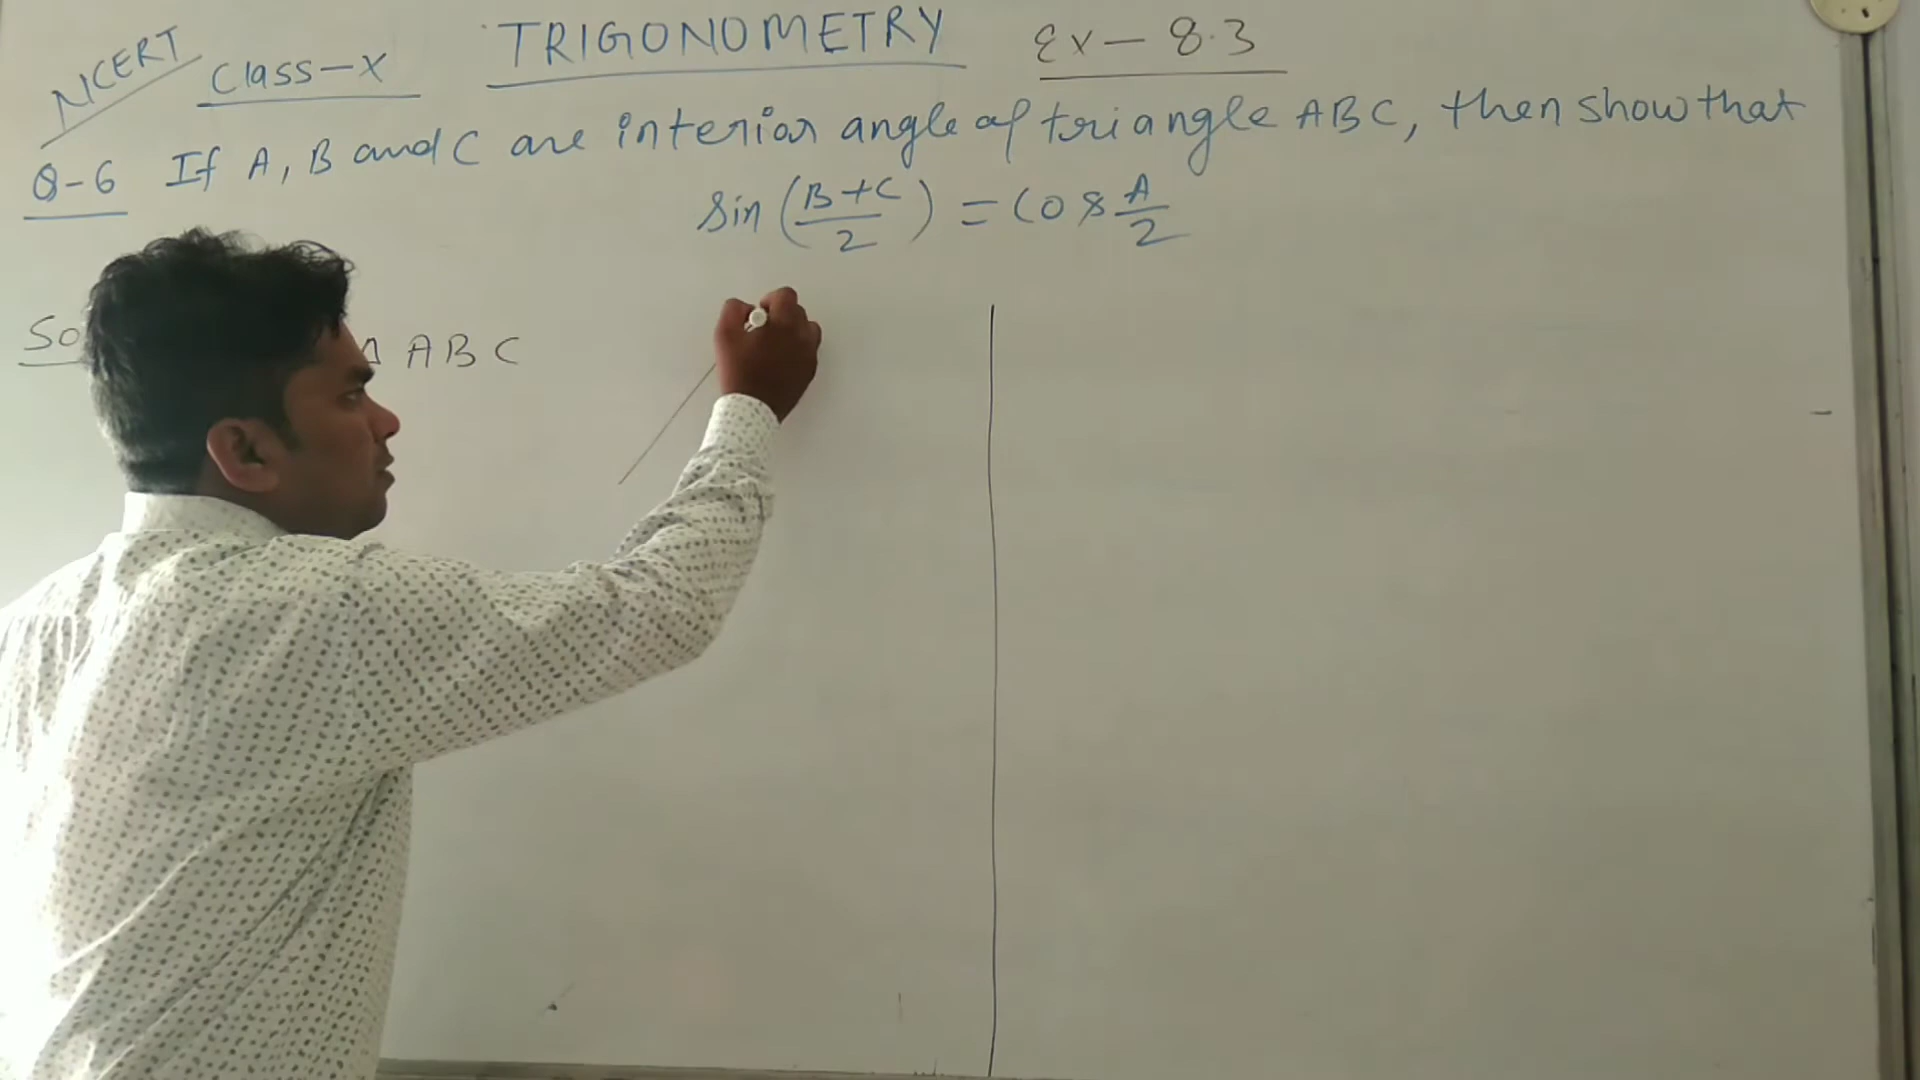 NCERT Class-X TRIGONOMETRY Ex-8.3
Q-6 If A, B and C are interior angle of triangle ABC, then show that
sin (B+C/2) = cos A/2
Δ ABC